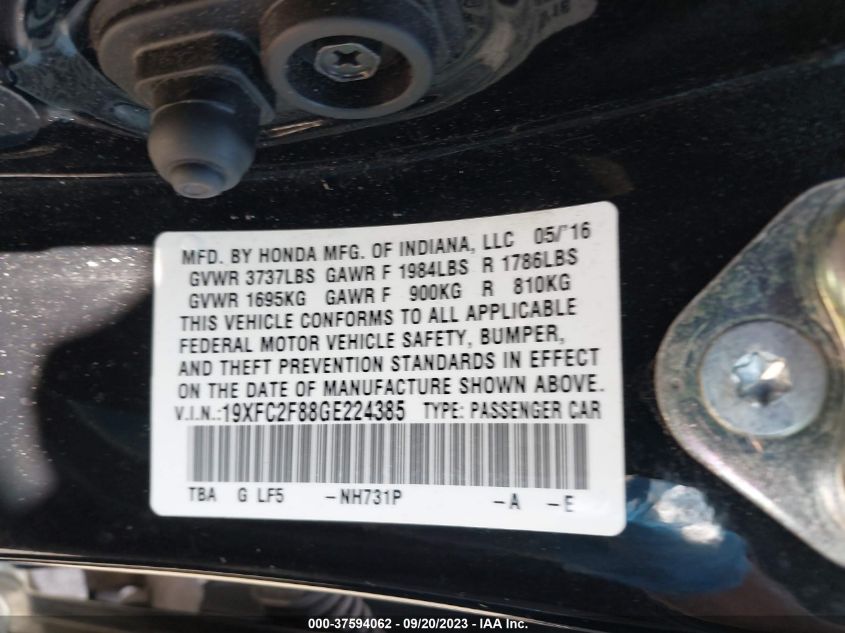 MFD. BY HONDA MFG. OF INDIANA, LLC 05/'16
GVWR 3737LBS GAWR F 1984LBS R 1786LBS
GVWR 1695KG GAWR F 900KG R 810KG
THIS VEHICLE CONFORMS TO ALL APPLICABLE
FEDERAL MOTOR VEHICLE SAFETY, BUMPER,
AND THEFT PREVENTION STANDARDS IN EFFECT
ON THE DATE OF MANUFACTURE SHOWN ABOVE.
V.I.N.:19XFC2F88GE224385 TYPE: PASSENGER CAR
TBA G LF5 -NH731P -A -E
000-37594062 - 09/20/2023 - IAA Inc.